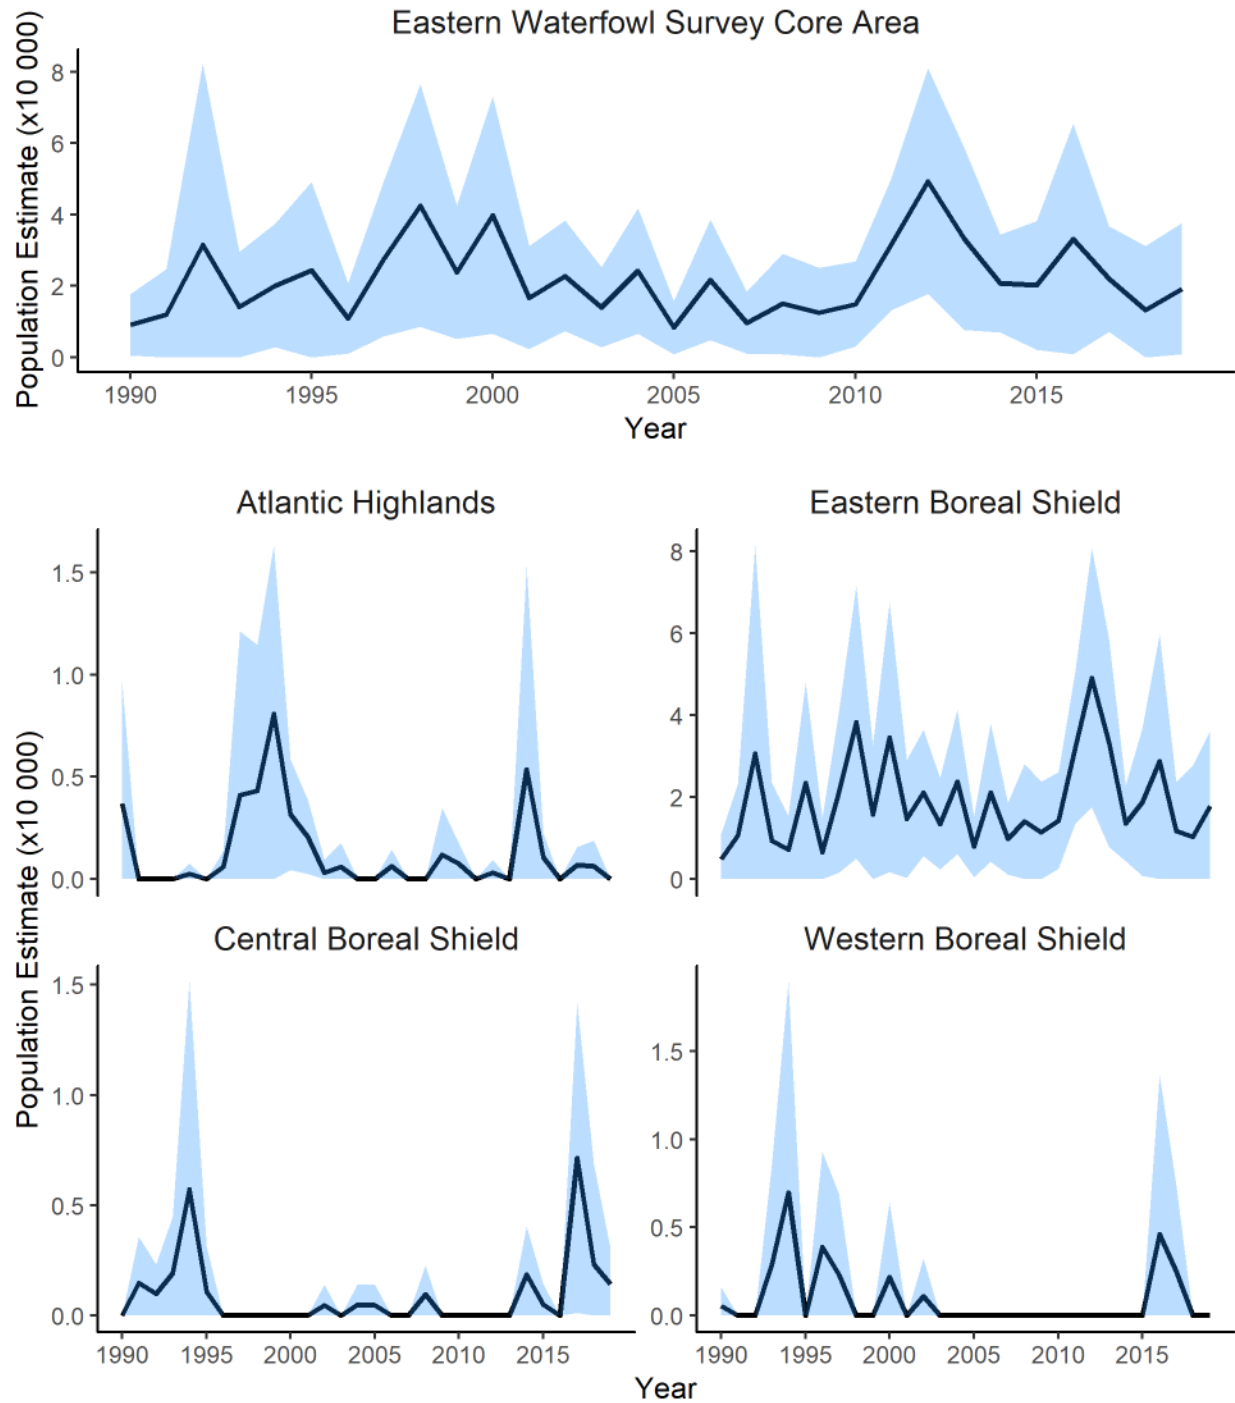 Eastern Waterfowl Survey Core Area
Population Estimate (x10 000)
8
6
4
2
0
1990 1995 2000 2005 2010 2015
Year
Atlantic Highlands
1.5
1.0
0.5
0.0
Eastern Boreal Shield
8
6
4
2
0
Population Estimate (x10 000)
Central Boreal Shield
1.5
1.0
0.5
0.0
1990 1995 2000 2005 2010 2015
Western Boreal Shield
1.5
1.0
0.5
0.0
1990 1995 2000 2005 2010 2015
Year